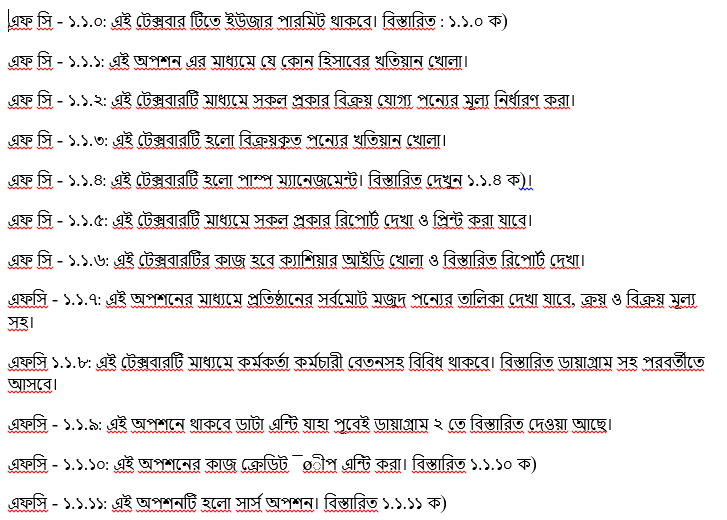 এফ সি - ১.১.০: এই টেক্সবার টিতে ইউজার পারমিট থাকবে। বিস্তারিত : ১.১.০ ক)
এফ সি - ১.১.১: এই অপশন এর মাধ্যমে যে কোন হিসাবের খতিয়ান খোলা।
এফ সি - ১.১.২: এই টেক্সবারটি মাধ্যমে সকল প্রকার বিক্রয় যোগ্য পন্যের মূল্য নির্ধারণ করা।
এফ সি - ১.১.৩: এই টেক্সবারটি হলো বিক্রয়কৃত পন্যের খতিয়ান খোলা।
এফ সি - ১.১.৪: এই টেক্সবারটি হলো পাম্প ম্যানেজমেন্ট। বিস্তারিত দেখুন ১.১.৪ ক)।
এফ সি - ১.১.৫: এই টেক্সবারটি মাধ্যমে সকল প্রকার রিপোর্ট দেখা ও প্রিন্ট করা যাবে।
এফ সি - ১.১.৬: এই টেক্সবারটির কাজ হবে ক্যাশিয়ার আইডি খোলা ও বিস্তারিত রিপোর্ট দেখা।
এফসি - ১.১.৭: এই অপশনের মাধ্যমে প্রতিষ্ঠানের সর্বমোট মজুদ পন্যের তালিকা দেখা যাবে, ক্রয় ও বিক্রয় মূল্য
সহ।
এফসি ১.১.৮: এই টেক্সবারটি মাধ্যমে কর্মকর্তা কর্মচারী বেতনসহ বিবিধ থাকবে। বিস্তারিত ডায়াগ্রাম সহ পরবর্তীতে
আসবে।
এফসি - ১.১.৯: এই অপশনে থাকবে ডাটা এন্টি যাহা পূবেই ডায়াগ্রাম ২ তে বিস্তারিত দেওয়া আছে।
এফসি - ১.১.১০: এই অপশনের কাজ ক্রেডিট ¯øীপ এন্টি করা। বিস্তারিত ১.১.১০ ক)
এফসি - ১.১.১১: এই অপশনটি হলো সার্স অপশন। বিস্তারিত ১.১.১১ ক)